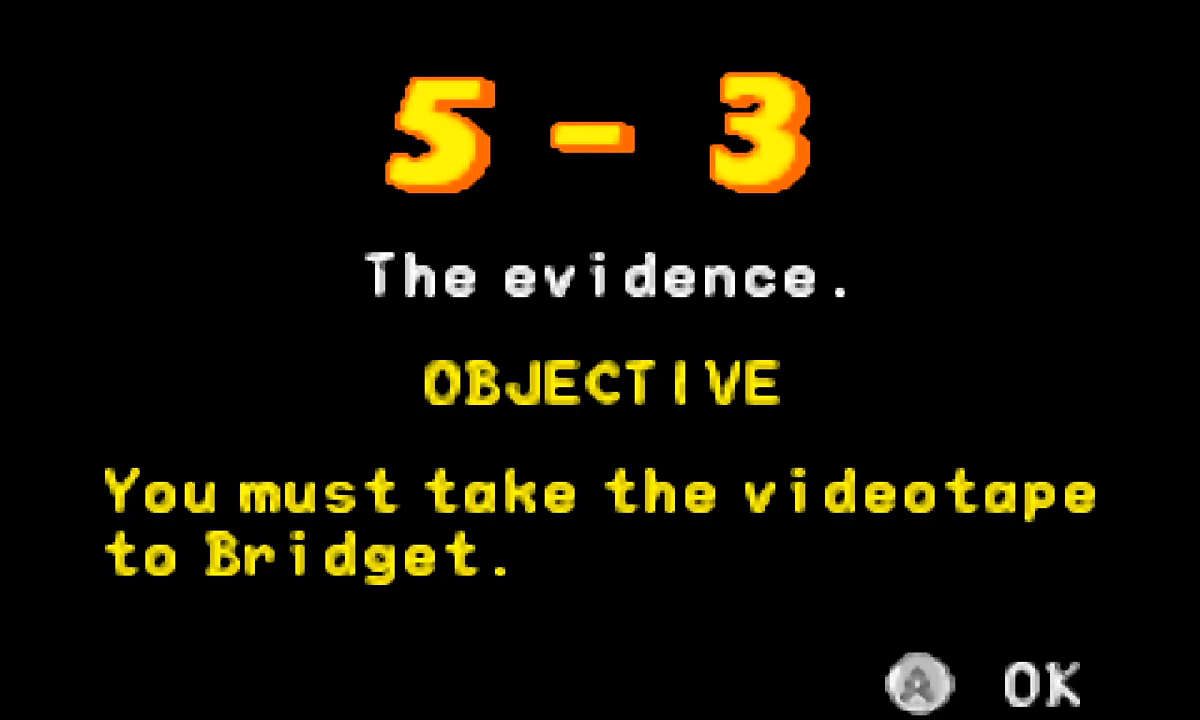 5 - 3
The evidence.
OBJECTIVE
You must take the videotape
to Bridget.
A OK